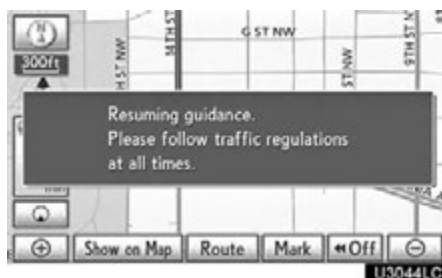 N
300ft
H ST NW
14TH ST
G ST NW
ST NW
9TH ST N
Resuming guidance.
Please follow traffic regulations
at all times.
min
Show on Map
Route
Mark
Off
U3044LC